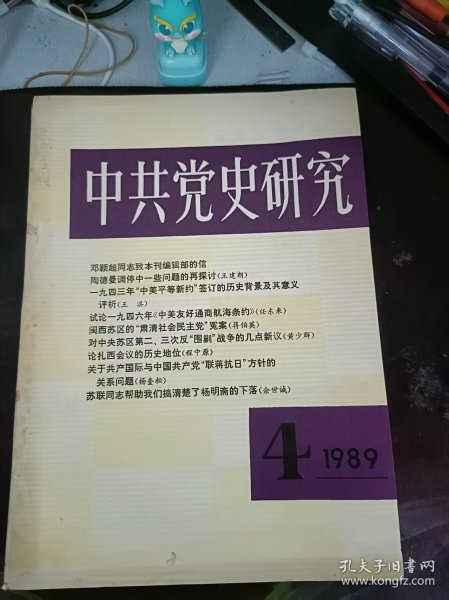 中共党史研究
邓颖超同志致本刊编辑部的信
陶德曼调停中一些问题的再探讨(王建朗)
一九四三年“中美平等新约”签订的历史背景及其意义
评析(王 淇)
试论一九四六年《中美友好通商航海条约》(任东来)
闽西苏区的“肃清社会民主党”冤案(蒋伯英)
对中央苏区第二、三次反“围剿”战争的几点新议(黄少群)
论扎西会议的历史地位(程中原)
关于共产国际与中国共产党“联蒋抗日”方针的
关系问题(杨奎松)
苏联同志帮助我们搞清楚了杨明斋的下落(余世诚)
4 1989
孔夫子旧书网
www.kongfz.com